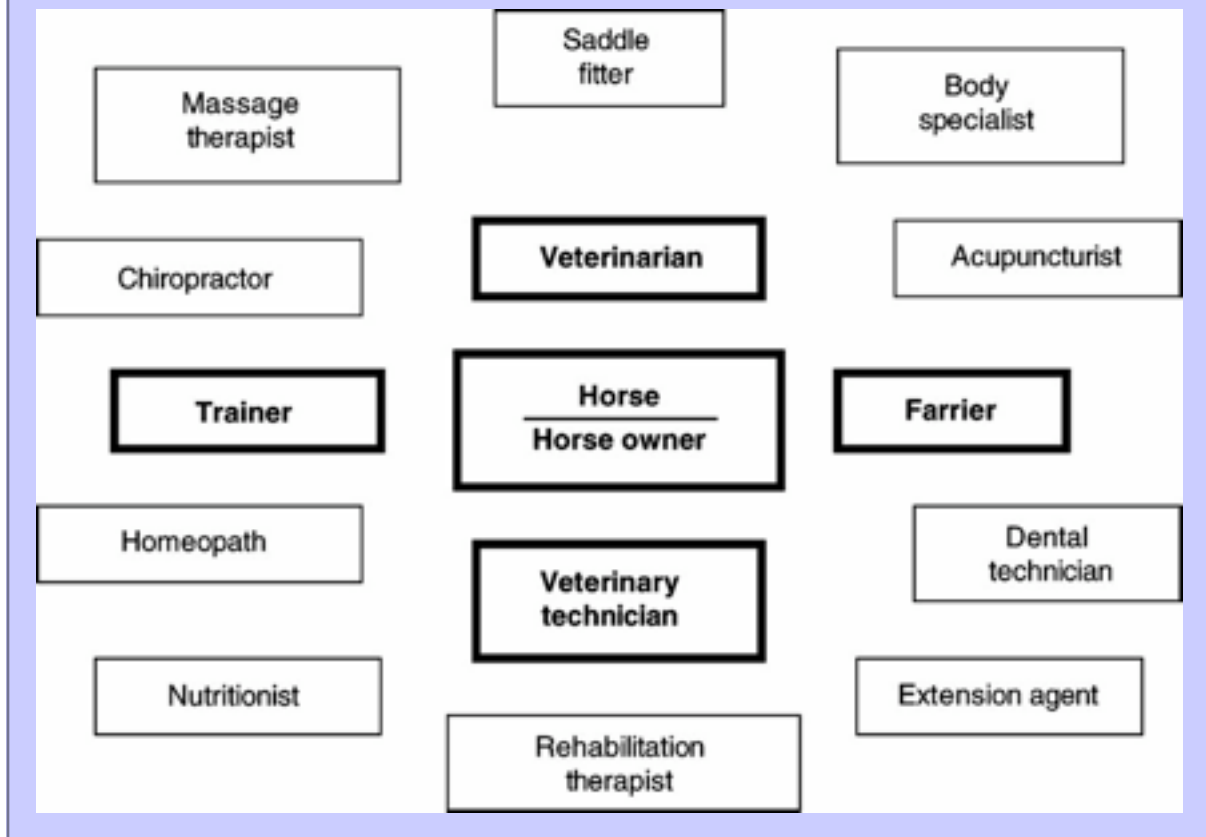 Saddle
fitter
Massage
therapist
Body
specialist
Veterinarian
Acupuncturist
Chiropractor
Horse
Horse owner
Trainer
Farrier
Homeopath
Dental
technician
Veterinary
technician
Nutritionist
Extension agent
Rehabilitation
therapist